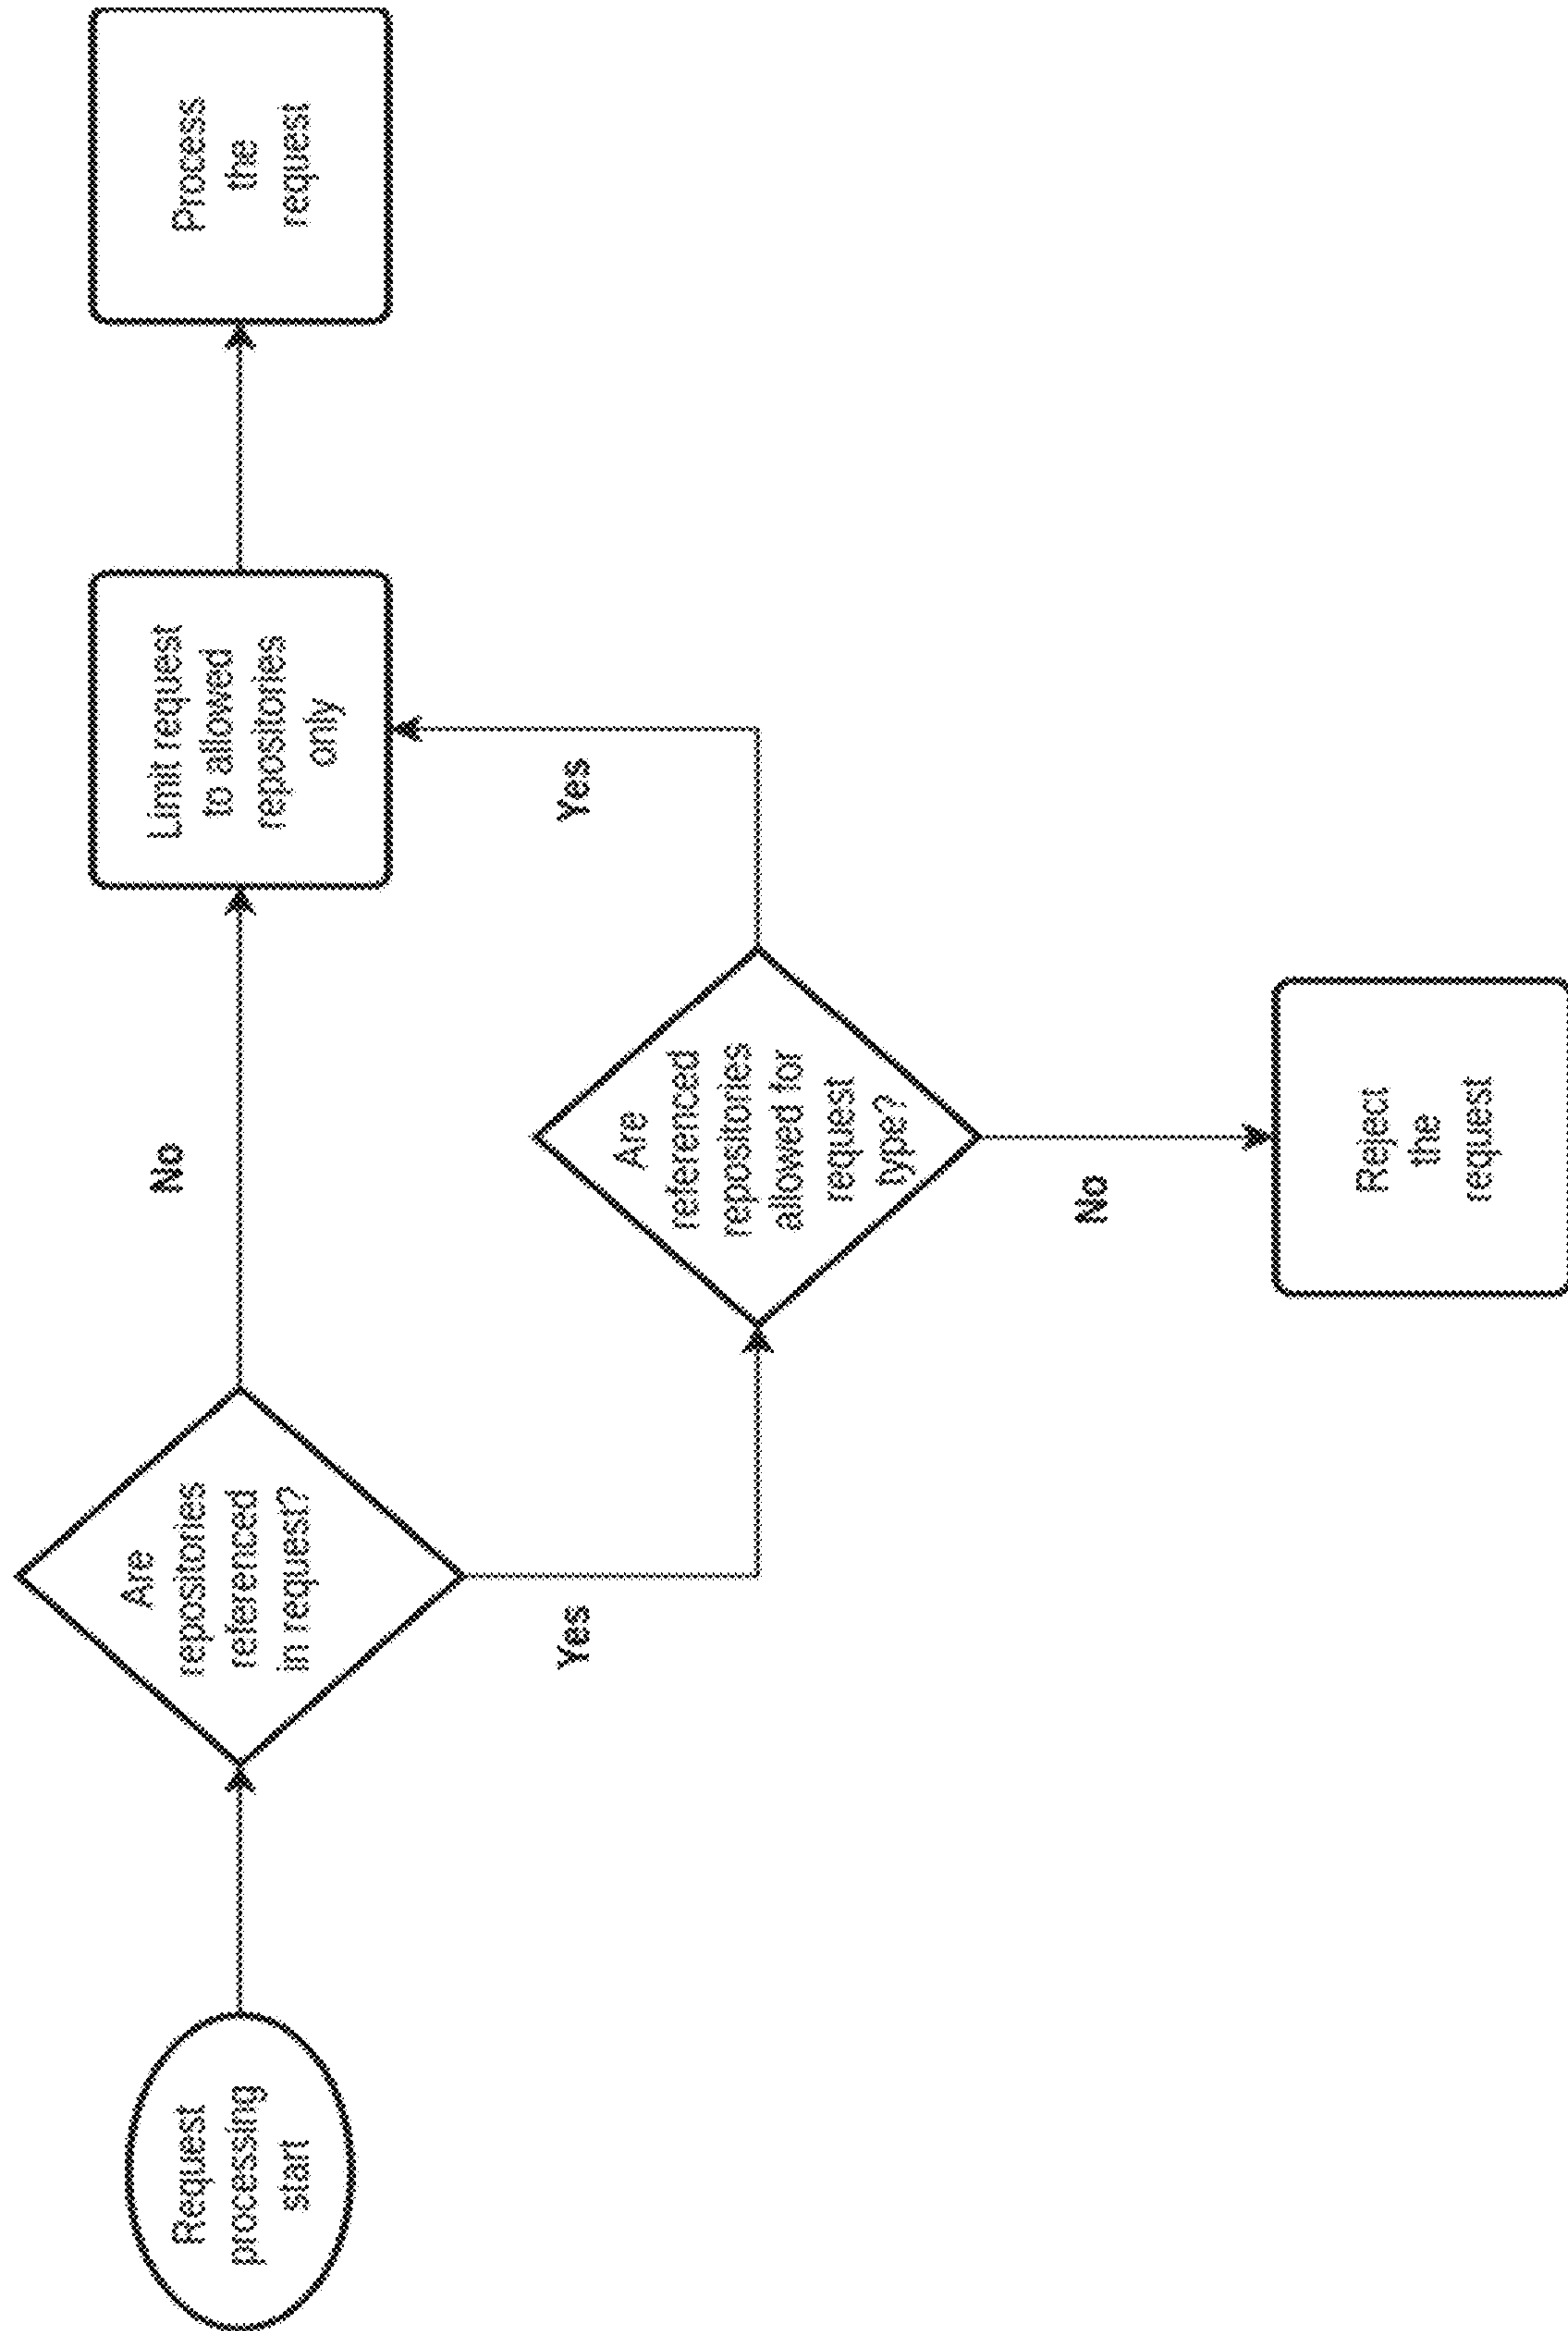 Request
processing
start
Are
repositories
referenced
in request?
No
Yes
Are
referenced
repositories
allowed for
request
type?
Yes
No
Limit request
to allowed
repositories
only
Process
the
request
Reject
the
request